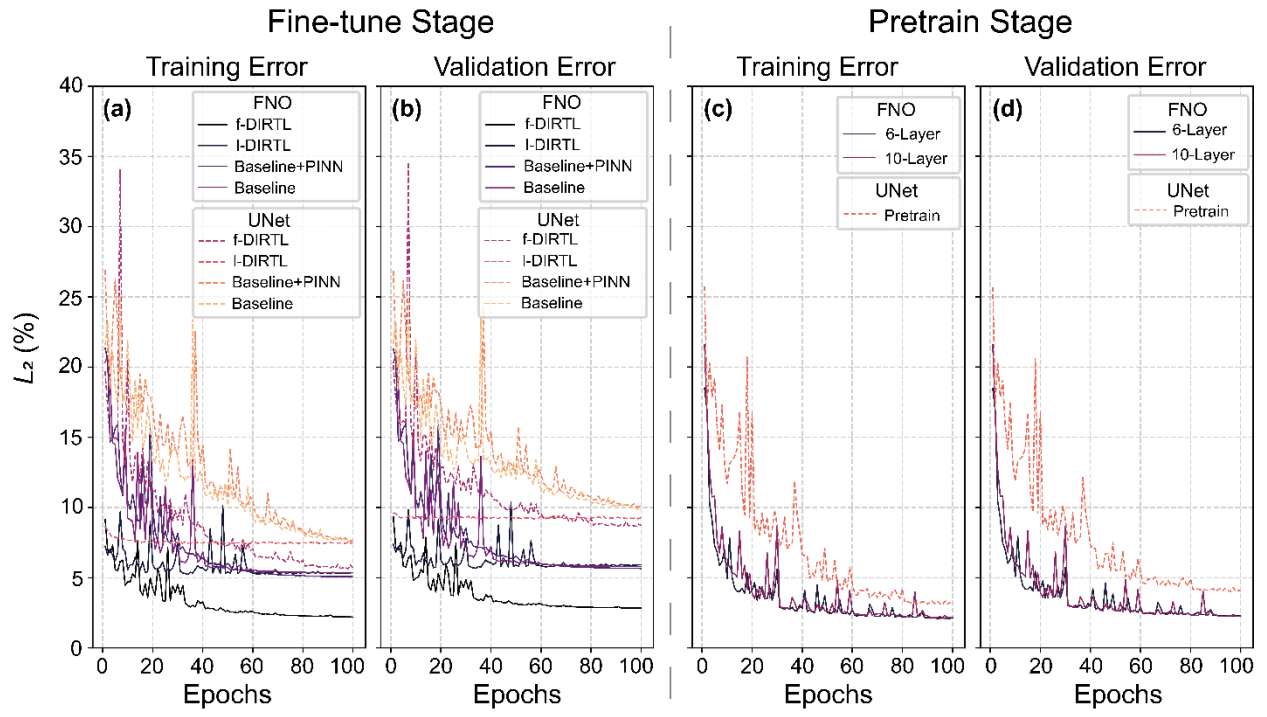 Fine-tune Stage
Pretrain Stage
Training Error
Validation Error
Training Error
Validation Error
L₂ (%)
40
35
30
25
20
15
10
5
0
(a)
FNO
f-DIRTL
l-DIRTL
Baseline+PINN
Baseline
UNet
f-DIRTL
l-DIRTL
Baseline+PINN
Baseline
0 20 40 60 80 100
Epochs
(b)
FNO
f-DIRTL
l-DIRTL
Baseline+PINN
Baseline
UNet
f-DIRTL
l-DIRTL
Baseline+PINN
Baseline
0 20 40 60 80 100
Epochs
(c)
FNO
6-Layer
10-Layer
UNet
Pretrain
0 20 40 60 80 100
Epochs
(d)
FNO
6-Layer
10-Layer
UNet
Pretrain
0 20 40 60 80 100
Epochs